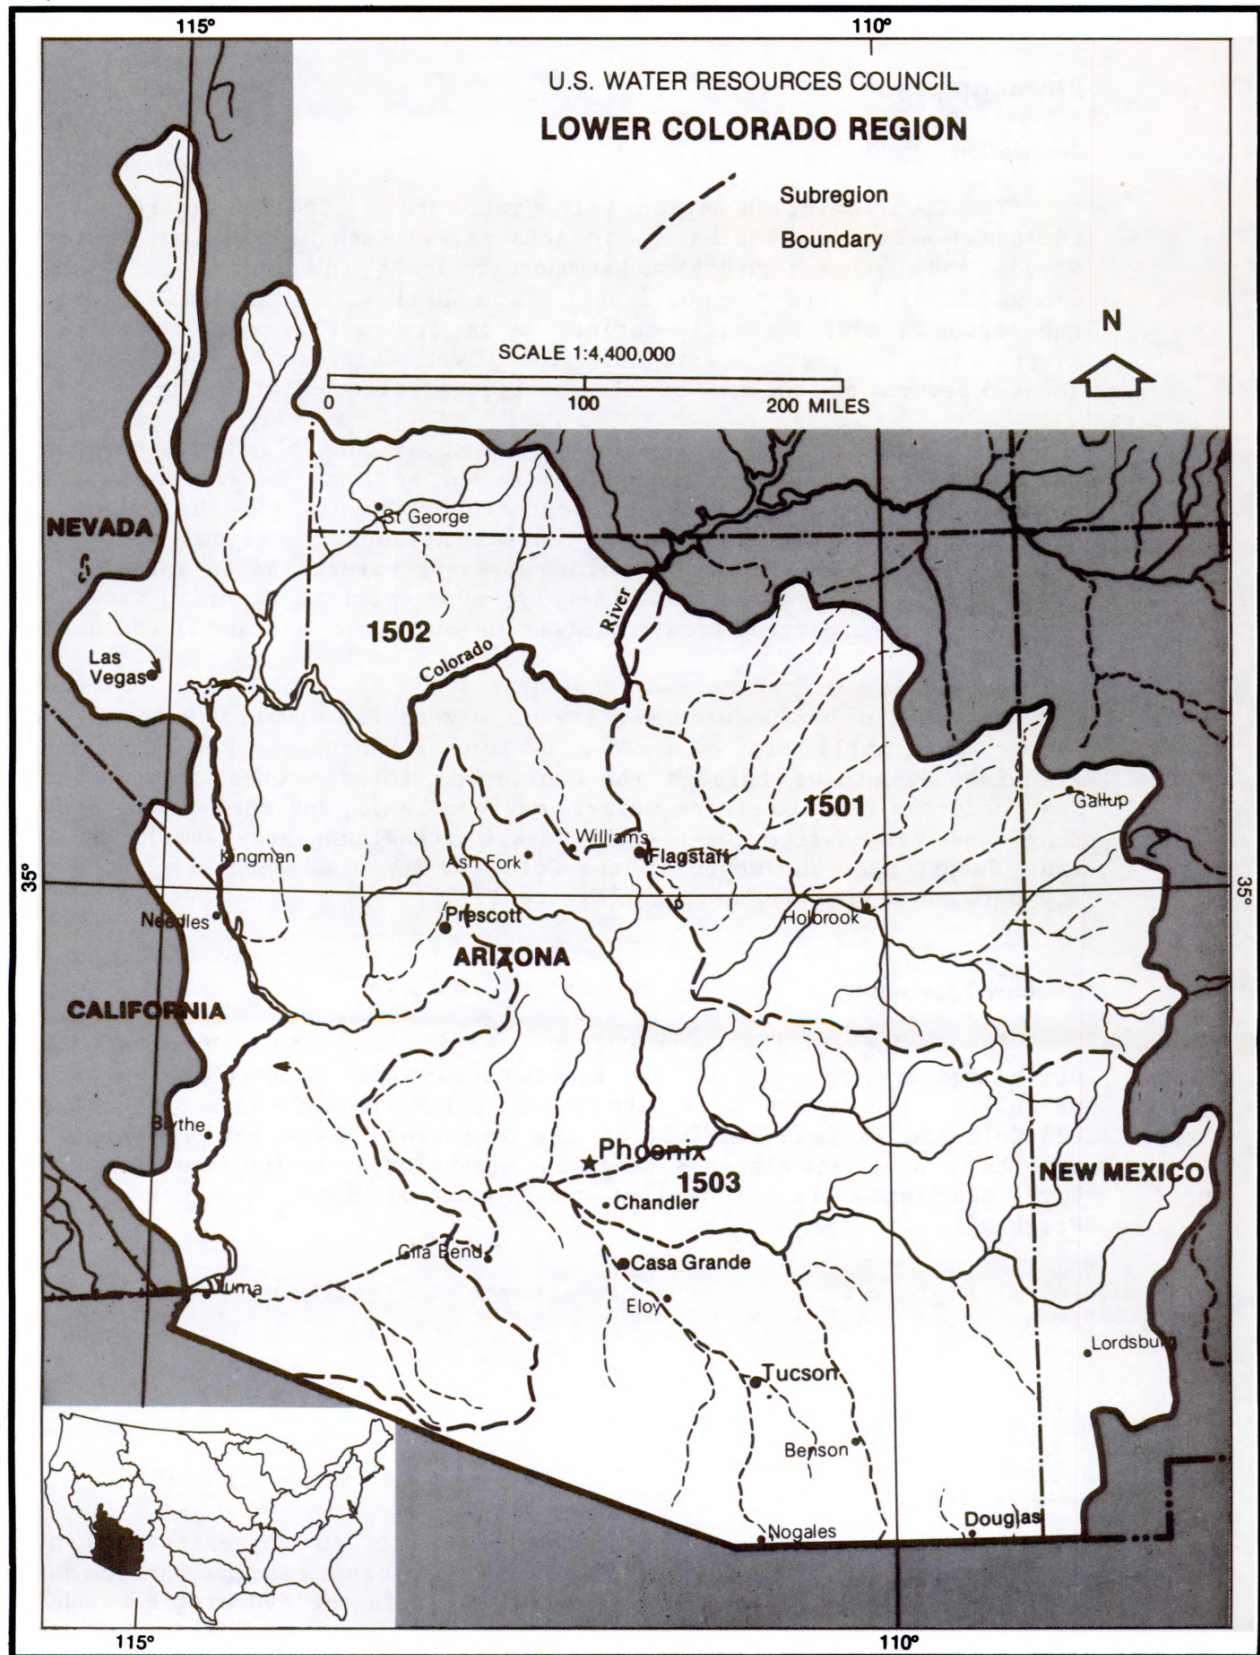 115°
110°
U.S. WATER RESOURCES COUNCIL
LOWER COLORADO REGION
Subregion
Boundary
N
SCALE 1:4,400,000
0 100 200 MILES
NEVADA
St George
River
1502
Las
Vegas
Colorado
1501
Gallup
Williams
Kingman
Ash Fork
Flagstaff
35°
35°
Needles
Prescott
Holbrook
ARIZONA
CALIFORNIA
Blythe
Phoenix
1503
NEW MEXICO
Chandler
Gila Bend
Casa Grande
Yuma
Eloy
Lordsburg
Tucson
Benson
Nogales
Douglas
115°
110°